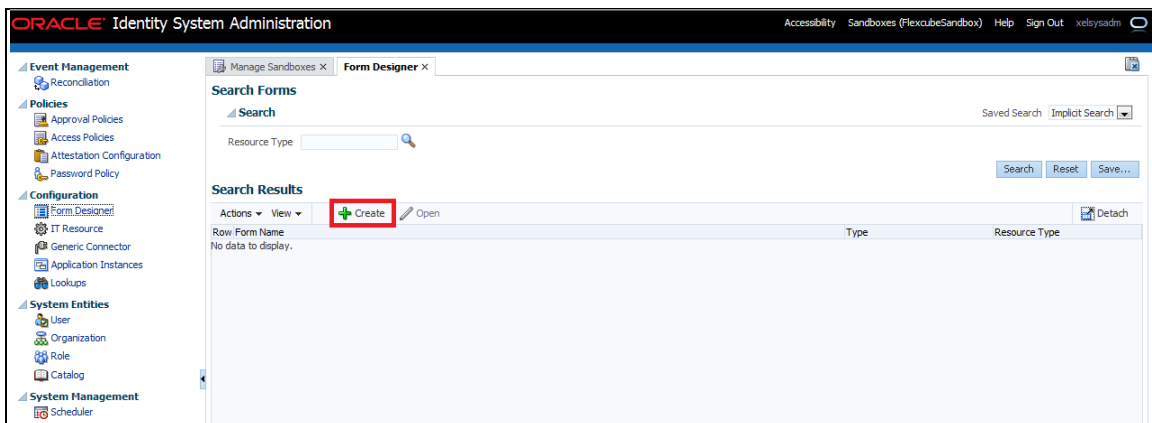 ORACLE Identity System Administration
Accessibility Sandboxes (FlexcubeSandbox) Help Sign Out xelsysadm
Event Management
Reconciliation
Policies
Approval Policies
Access Policies
Attestation Configuration
Password Policy
Configuration
Form Designer
IT Resource
Generic Connector
Application Instances
Lookups
System Entities
User
Organization
Role
Catalog
System Management
Scheduler
Manage Sandboxes Form Designer
Search Forms
Search
Saved Search Implicit Search
Resource Type
Search Reset Save...
Search Results
Actions View Create Open Detach
Row Form Name Type Resource Type
No data to display.